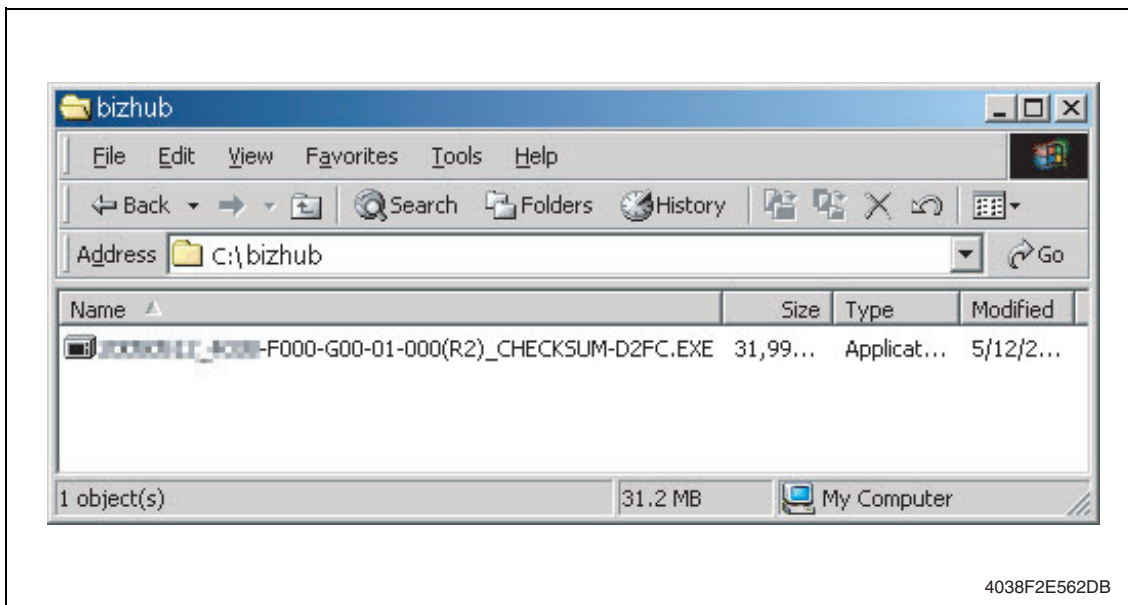 bizhub
File Edit View Favorites Tools Help
Back Search Folders History
Address C:\bizhub Go
Name Size Type Modified
-F000-G00-01-000(R2)_CHECKSUM-D2FC.EXE 31,99... Applicat... 5/12/2...
1 object(s) 31.2 MB My Computer
4038F2E562DB